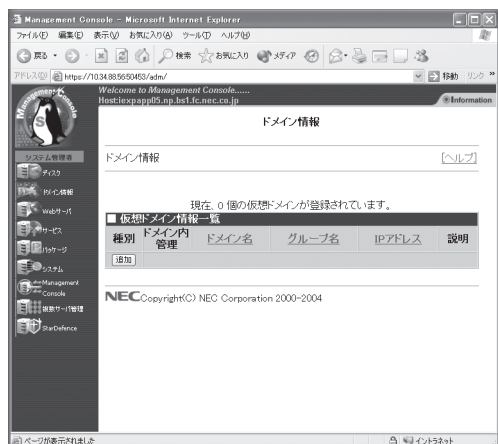 Management Console - Microsoft Internet Explorer
ファイル(F) 編集(E) 表示(V) お気に入り(A) ツール(T) ヘルプ(H)
戻る 検索 お気に入り メディア
アドレス(D) https://10.34.88.56:50453/adm/ 移動 リンク »
Welcome to Management Console......
Host:iexpapp05.np.bs1.fc.nec.co.jp
Information
Management Console
ドメイン情報
システム管理者
ドメイン情報 [ヘルプ]
ディスク
ドメイン情報
Webサーバ
サービス
パッケージ
システム
Management Console
複数サーバ管理
StarDefence
現在、0 個の仮想ドメインが登録されています。
■ 仮想ドメイン情報一覧
種別 ドメイン内管理 ドメイン名 グループ名 IPアドレス 説明
追加
NEC Copyright(C) NEC Corporation 2000-2004
ページが表示されました イントラネット